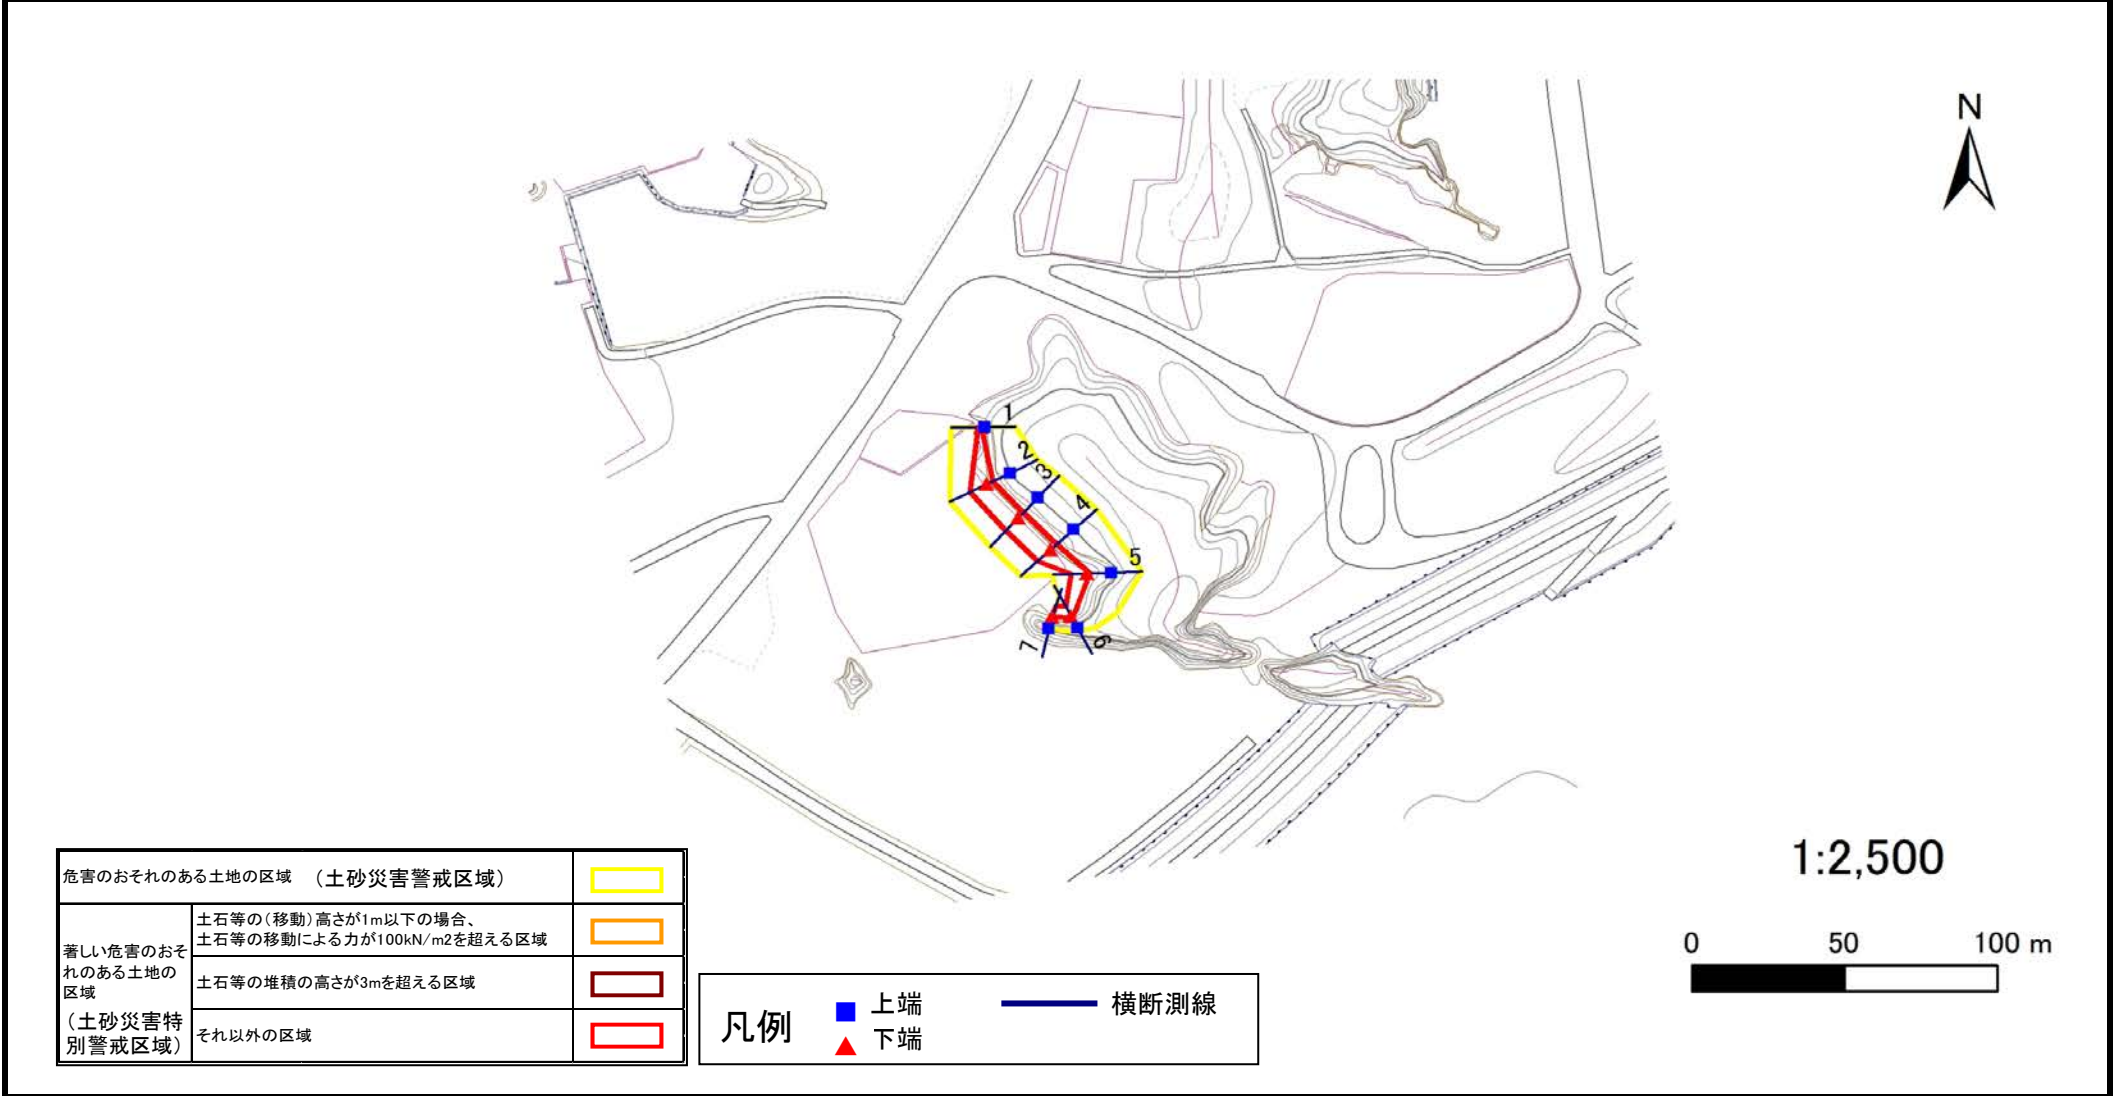 N
1
2
3
4
5
6
7
1:2,500
0 50 100 m
危害のおそれのある土地の区域 （土砂災害警戒区域）
著しい危害のおそ
れのある土地の
区域
（土砂災害特
別警戒区域）
土石等の（移動）高さが1m以下の場合、
土石等の移動による力が100kN/m2を超える区域
土石等の堆積の高さが3mを超える区域
それ以外の区域
凡例
上端
下端
横断測線